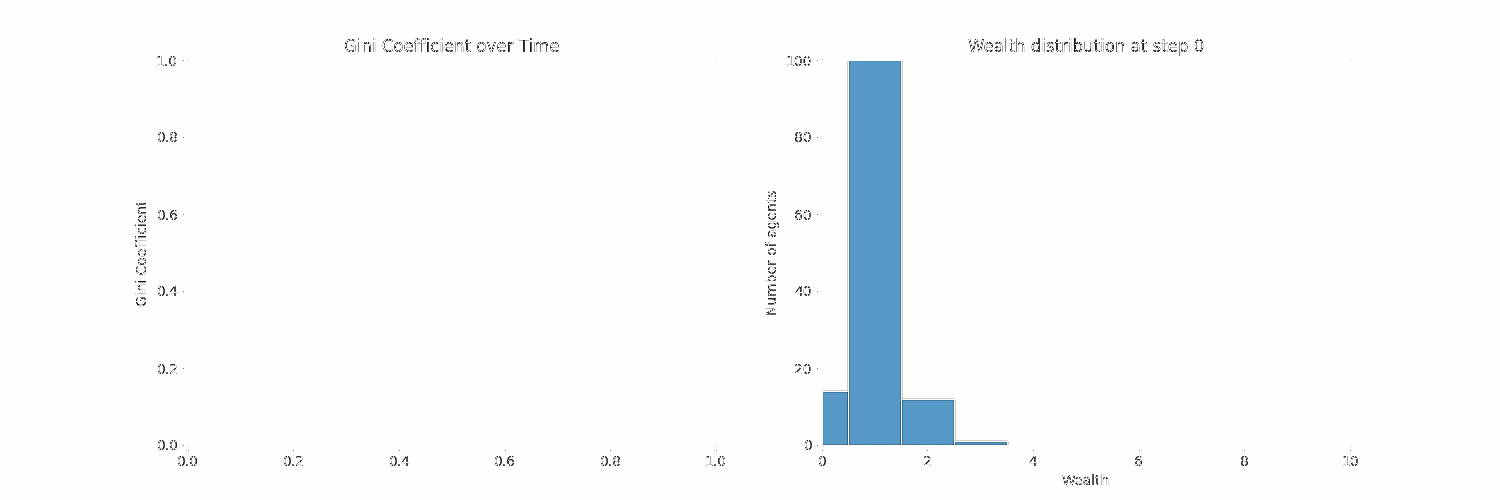 Gini Coefficient over Time
Gini Coefficient
1.0
0.8
0.6
0.4
0.2
0.0
0.0 0.2 0.4 0.6 0.8 1.0
Wealth distribution at step 0
Number of agents
100
80
60
40
20
0
0 2 4 6 8 10
Wealth